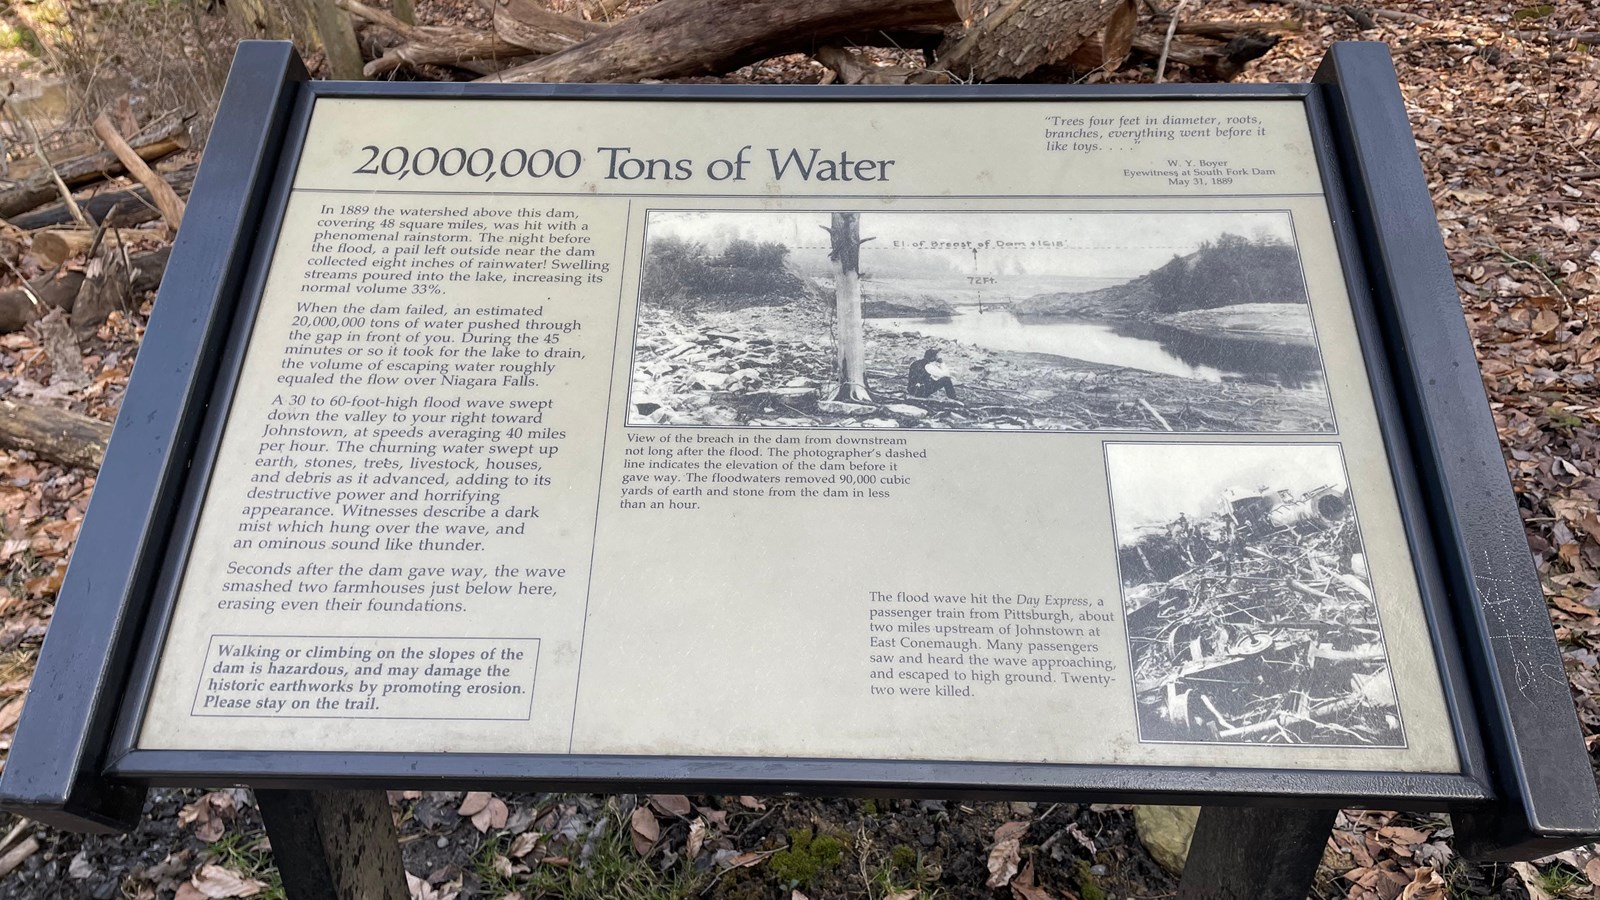 20,000,000 Tons of Water
"Trees four feet in diameter, roots,
branches, everything went before it
like toys. . . ."
W. Y. Boyer
Eyewitness at South Fork Dam
May 31, 1889
In 1889 the watershed above this dam,
covering 48 square miles, was hit with a
phenomenal rainstorm. The night before
the flood, a pail left outside near the dam
collected eight inches of rainwater! Swelling
streams poured into the lake, increasing its
normal volume 33%.
When the dam failed, an estimated
20,000,000 tons of water pushed through
the gap in front of you. During the 45
minutes or so it took for the lake to drain,
the volume of escaping water roughly
equaled the flow over Niagara Falls.
A 30 to 60-foot-high flood wave swept
down the valley to your right toward
Johnstown, at speeds averaging 40 miles
per hour. The churning water swept up
earth, stones, trees, livestock, houses,
and debris as it advanced, adding to its
destructive power and horrifying
appearance. Witnesses describe a dark
mist which hung over the wave, and
an ominous sound like thunder.
Seconds after the dam gave way, the wave
smashed two farmhouses just below here,
erasing even their foundations.
Walking or climbing on the slopes of the
dam is hazardous, and may damage the
historic earthworks by promoting erosion.
Please stay on the trail.
El. of Breast of Dam +1618'
72Ft.
View of the breach in the dam from downstream
not long after the flood. The photographer's dashed
line indicates the elevation of the dam before it
gave way. The floodwaters removed 90,000 cubic
yards of earth and stone from the dam in less
than an hour.
The flood wave hit the Day Express, a
passenger train from Pittsburgh, about
two miles upstream of Johnstown at
East Conemaugh. Many passengers
saw and heard the wave approaching,
and escaped to high ground. Twenty-
two were killed.